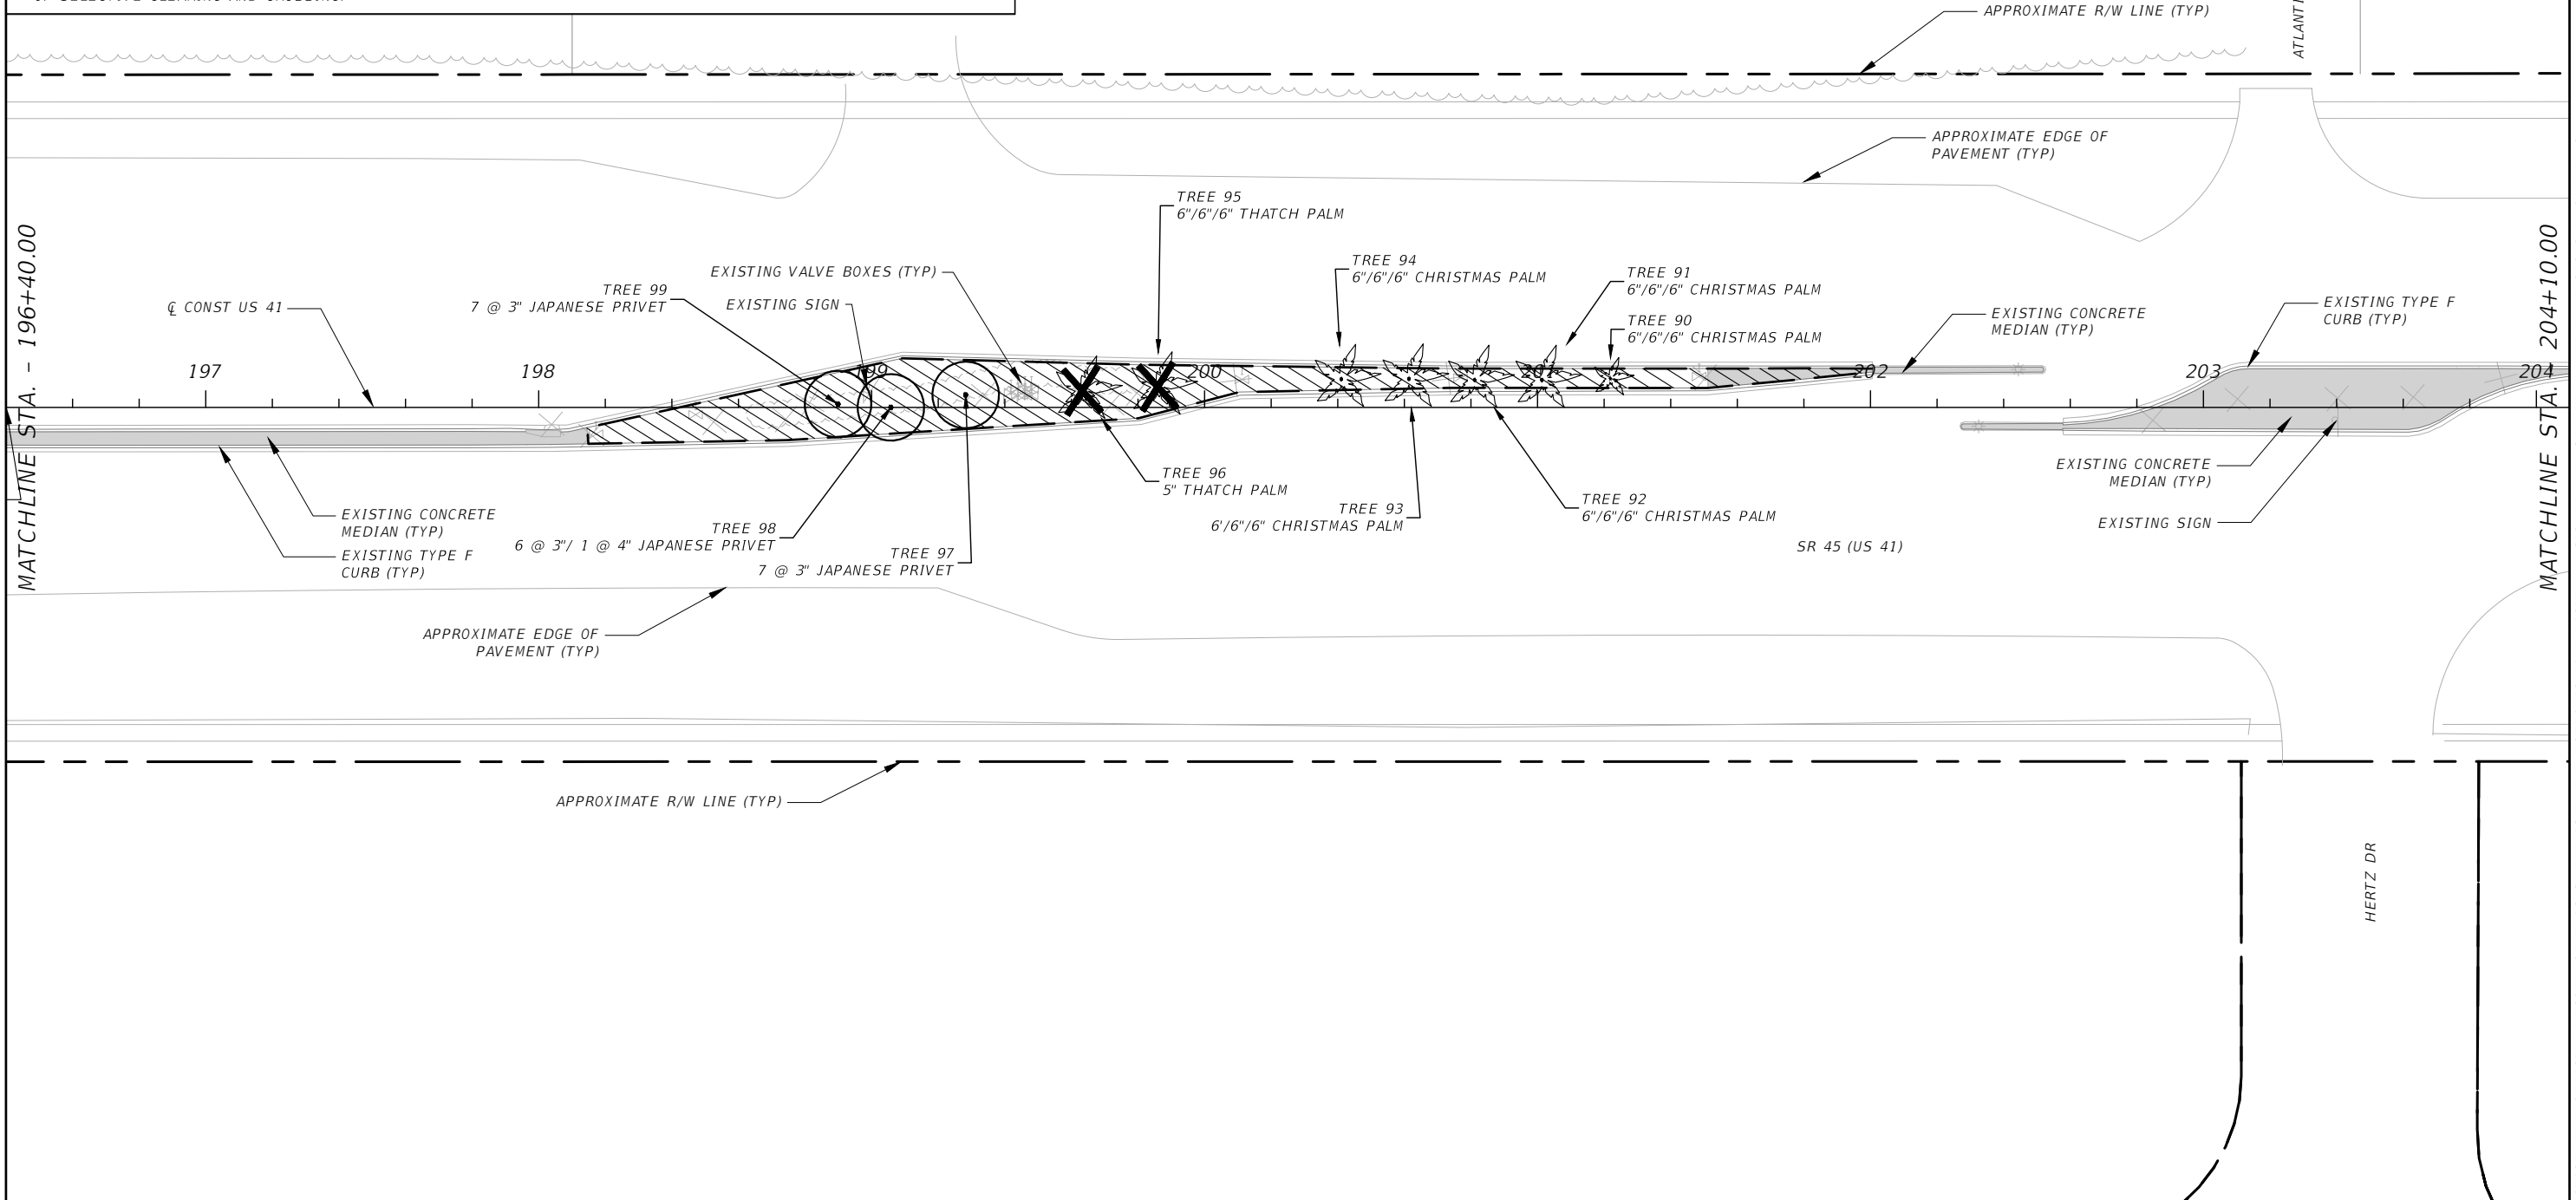 APPROXIMATE R/W LINE (TYP)
APPROXIMATE EDGE OF
PAVEMENT (TYP)
TREE 95
6"/6"/6" THATCH PALM
TREE 94
6"/6"/6" CHRISTMAS PALM
TREE 91
6"/6"/6" CHRISTMAS PALM
TREE 90
6"/6"/6" CHRISTMAS PALM
EXISTING VALVE BOXES (TYP)
EXISTING SIGN
TREE 99
7 @ 3" JAPANESE PRIVET
℄ CONST US 41
EXISTING CONCRETE
MEDIAN (TYP)
EXISTING TYPE F
CURB (TYP)
MATCHLINE STA. - 196+40.00
197
198
199
200
201
202
203
204
MATCHLINE STA. 204+10.00
TREE 96
5" THATCH PALM
TREE 93
6'/6"/6" CHRISTMAS PALM
TREE 92
6"/6"/6" CHRISTMAS PALM
EXISTING CONCRETE
MEDIAN (TYP)
EXISTING SIGN
EXISTING CONCRETE
MEDIAN (TYP)
EXISTING TYPE F
CURB (TYP)
TREE 98
6 @ 3"/ 1 @ 4" JAPANESE PRIVET
TREE 97
7 @ 3" JAPANESE PRIVET
SR 45 (US 41)
APPROXIMATE EDGE OF
PAVEMENT (TYP)
APPROXIMATE R/W LINE (TYP)
HERTZ DR